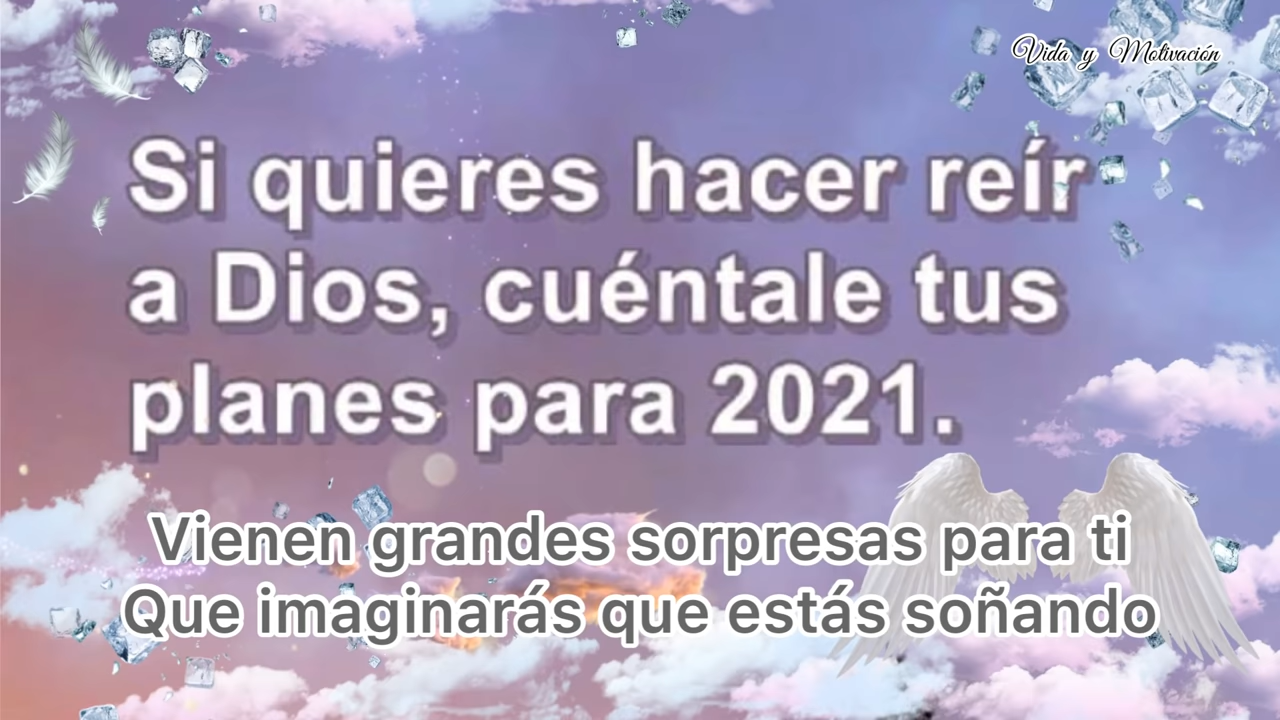 Vida y Motivación
Si quieres hacer reír
a Dios, cuéntale tus
planes para 2021.
Vienen grandes sorpresas para ti
Que imaginarás que estás soñando